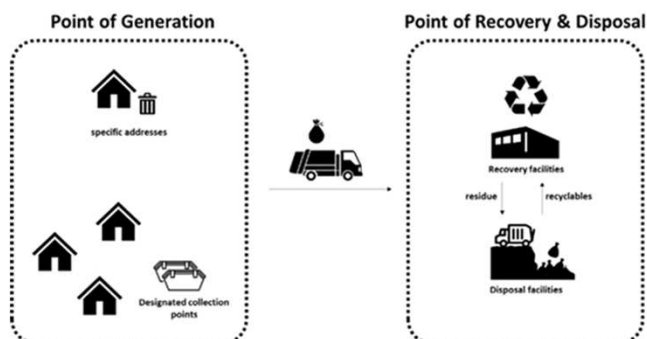 Point of Generation
Point of Recovery & Disposal
specific addresses
Recovery facilities
residue
recyclables
Designated collection
points
Disposal facilities